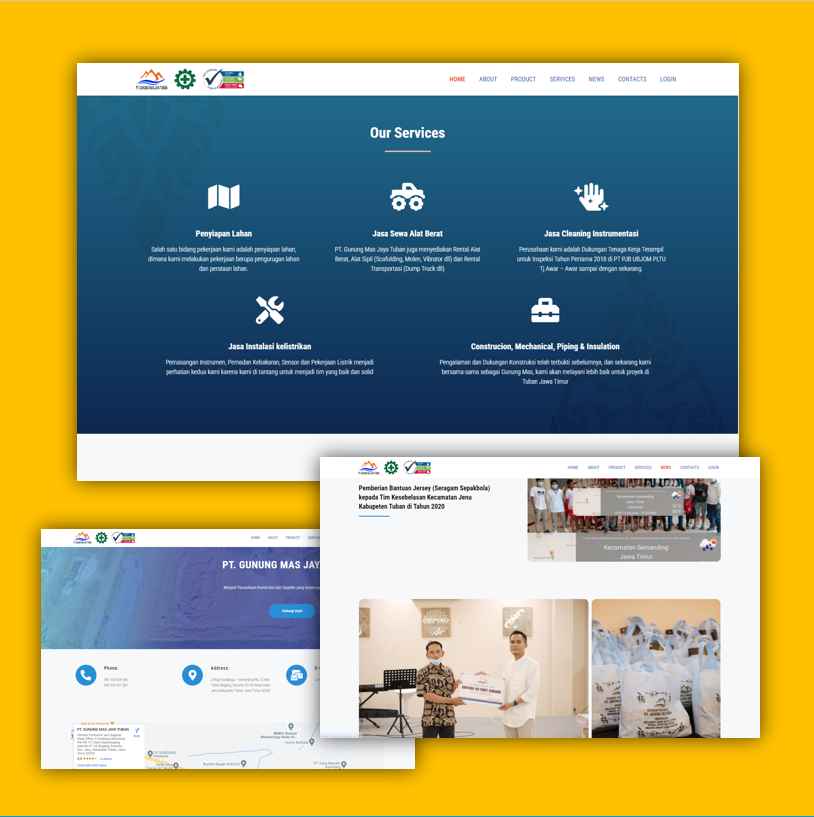 PT. GUNUNG MAS JAYA TUBAN
HOME ABOUT PRODUCT SERVICES NEWS CONTACTS LOGIN
Our Services
Penyiapan Lahan
Salah satu bidang pekerjaan kami adalah penyiapan lahan,
dimana kami melakukan pekerjaan berupa pengurugan lahan
dan perataan lahan.
Jasa Sewa Alat Berat
PT. Gunung Mas Jaya Tuban juga menyediakan Rental Alat
Berat, Alat Sipil (Scafolding, Molen, Vibrator dll) dan Rental
Transportasi (Dump Truck dll)
Jasa Cleaning Instrumentasi
Perusahaan kami adalah Dukungan Tenaga Kerja Terampil
untuk Inspeksi Tahun Pertama 2018 di PT PJB UBJOM PLTU
Tj Awar – Awar sampai dengan sekarang.
Jasa Instalasi kelistrikan
Pemasangan Instrumen, Pemadan Kebakaran, Sensor dan Pekerjaan Listrik menjadi
perhatian kedua kami karena kami di tantang untuk menjadi tim yang baik dan solid
Construcion, Mechanical, Piping & Insulation
Pengalaman dan Dukungan Konstruksi telah terbukti sebelumnya, dan sekarang kami
bersama-sama sebagai Gunung Mas, kami akan melayani lebih baik untuk proyek di
Tuban Jawa Timur
HOME ABOUT PRODUCT SERVICES NEWS CONTACTS LOGIN
Pemberian Bantuan Jersey (Seragam Sepakbola)
kepada Tim Kesebelasan Kecamatan Jenu
Kabupeten Tuban di Tahun 2020
Kecamatan Semanding
Jawa Timur
Kecamatan Semanding
Jawa Timur
HOME ABOUT PRODUCT
PT. GUNUNG MAS JAY
Hubungi Kami
Phone:
Address:
PT. GUNUNG MAS JAYA TUBAN